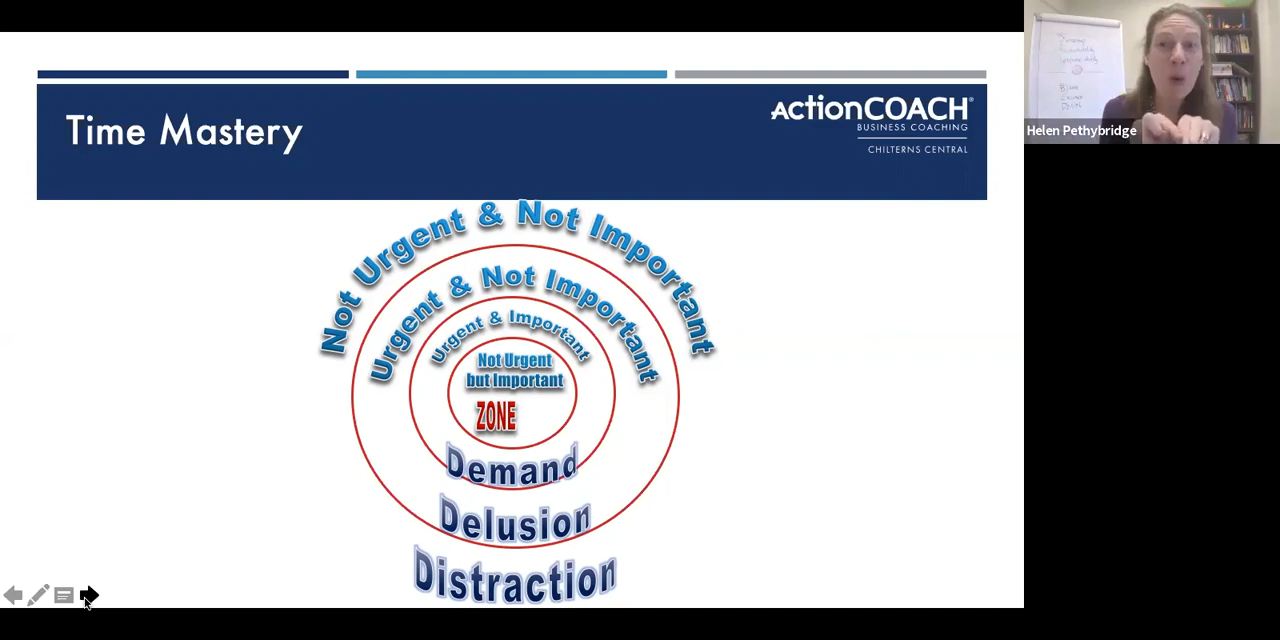 Time Mastery
ActionCOACH®
BUSINESS COACHING
CHILTERNS CENTRAL
Helen Pethybridge
Not Urgent & Not Important
Urgent & Not Important
Urgent & Important
Not Urgent
but Important
ZONE
Demand
Delusion
Distraction